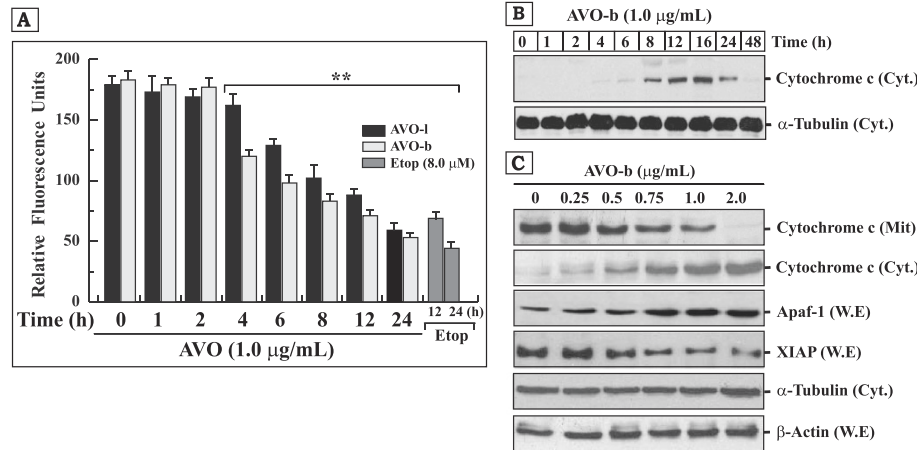 A
Relative Fluorescence Units
200
150
100
50
0
**
AVO-l
AVO-b
Etop (8.0 µM)
Time (h) 0 1 2 4 6 8 12 24 12 24 (h)
AVO (1.0 µg/mL) Etop
B
AVO-b (1.0 µg/mL)
0 1 2 4 6 8 12 16 24 48 Time (h)
Cytochrome c (Cyt.)
α-Tubulin (Cyt.)
C
AVO-b (µg/mL)
0 0.25 0.5 0.75 1.0 2.0
Cytochrome c (Mit)
Cytochrome c (Cyt.)
Apaf-1 (W.E)
XIAP (W.E)
α-Tubulin (Cyt.)
β-Actin (W.E)